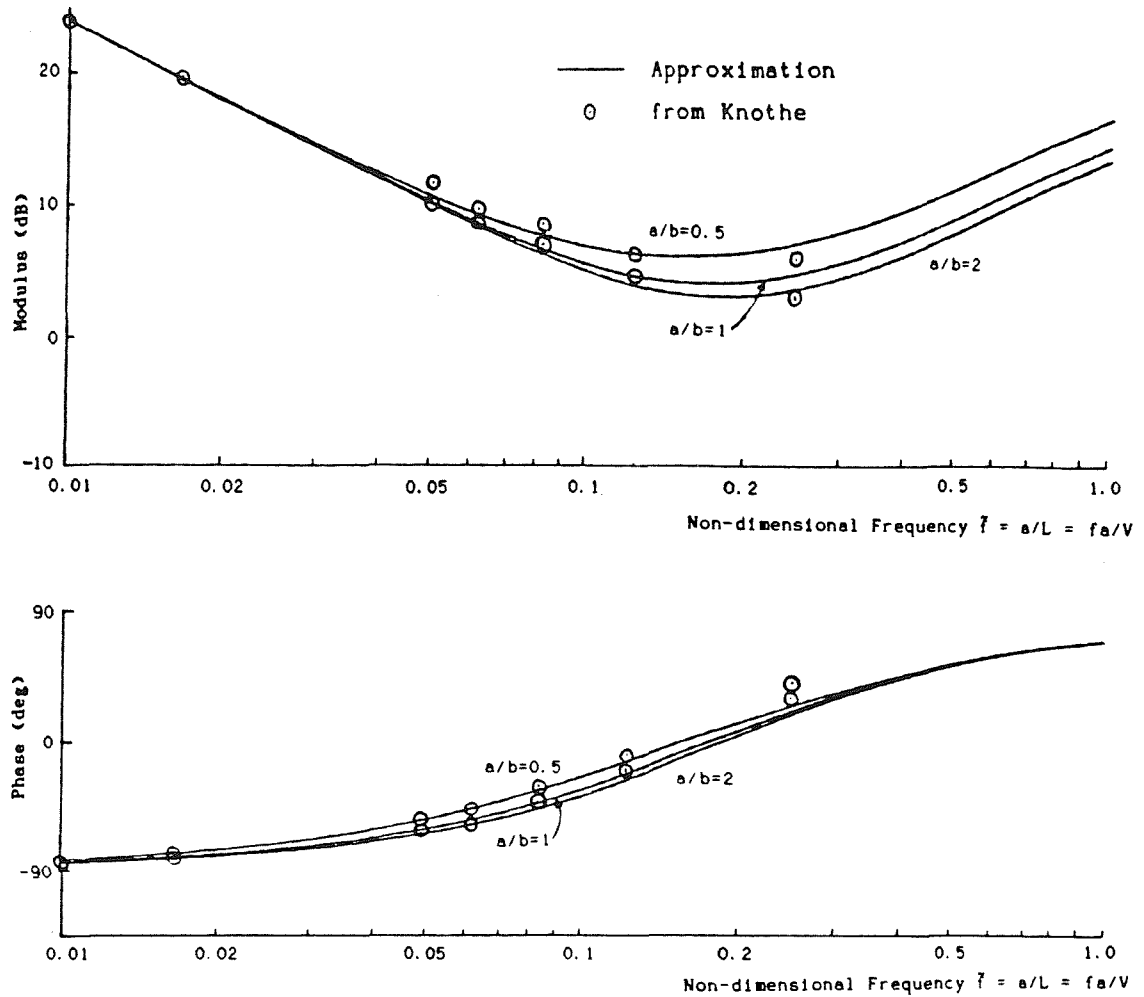 20
10
0
-10
Modulus (dB)
Approximation
from Knothe
a/b=0.5
a/b=1
a/b=2
0.01 0.02 0.05 0.1 0.2 0.5 1.0
Non-dimensional Frequency f̃ = a/L = fa/V
90
0
-90
Phase (deg)
a/b=0.5
a/b=1
a/b=2
0.01 0.02 0.05 0.1 0.2 0.5 1.0
Non-dimensional Frequency f̃ = a/L = fa/V